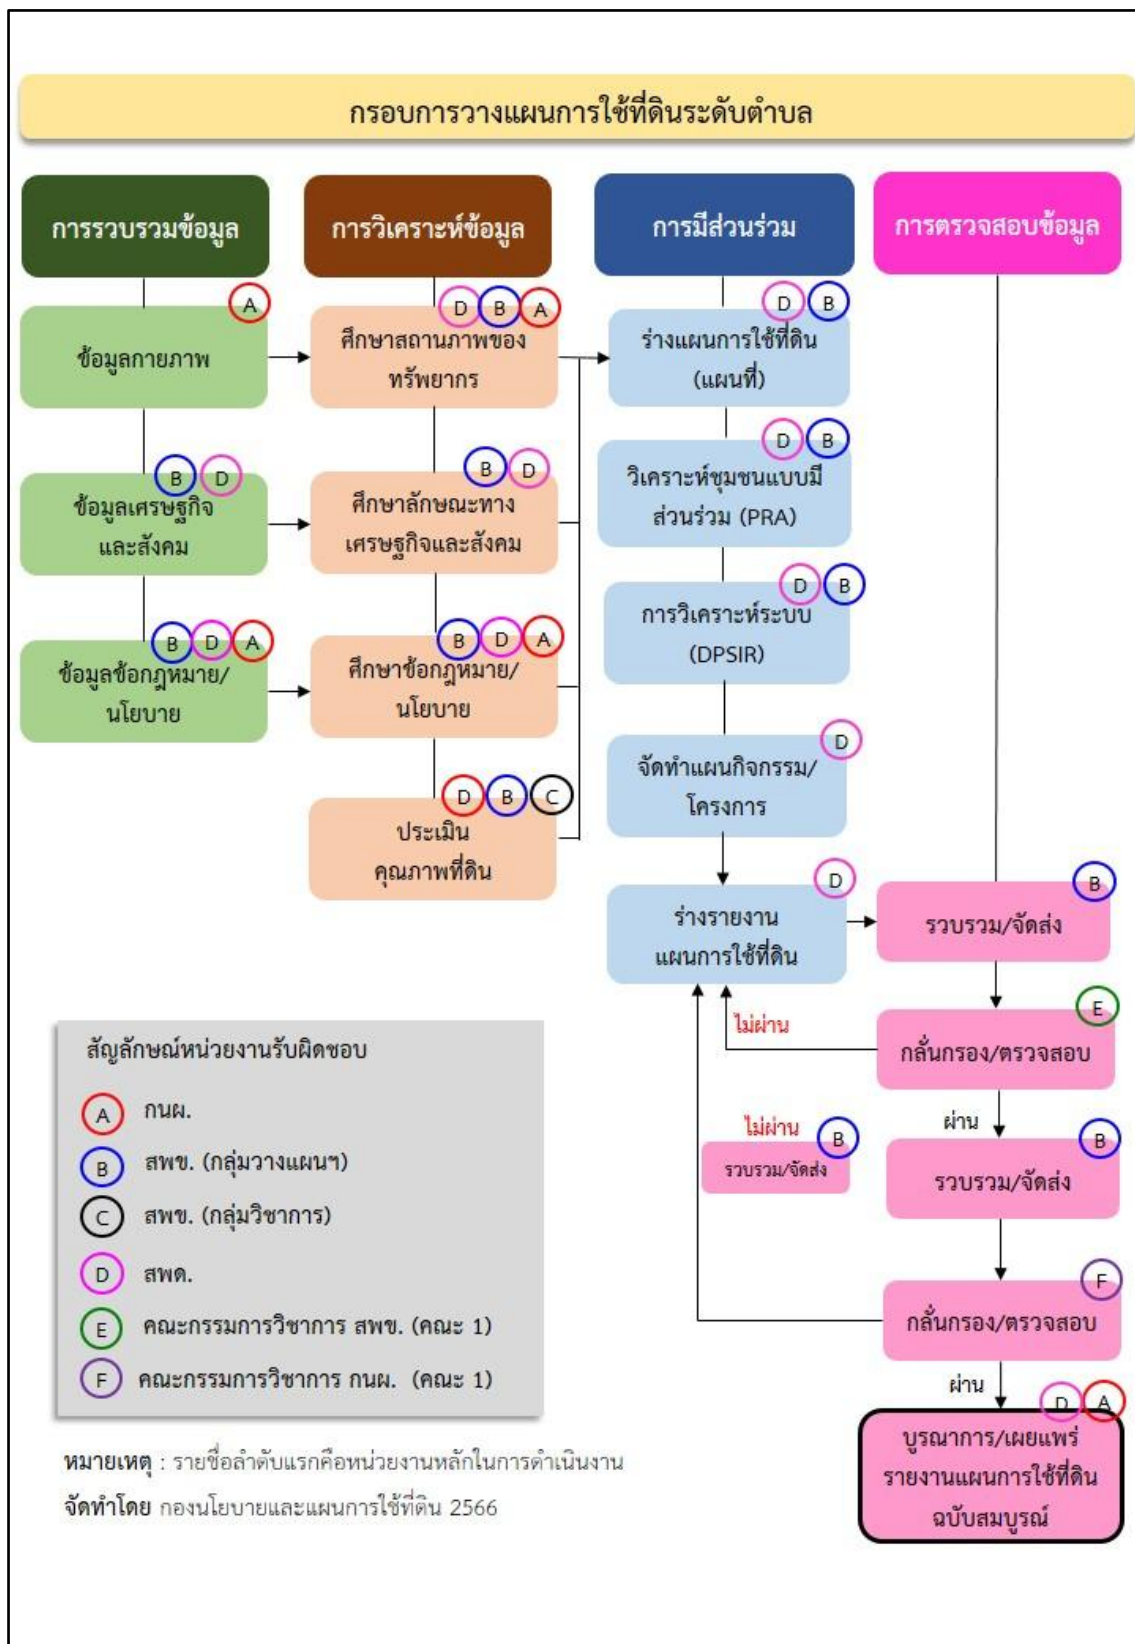 กรอบการวางแผนการใช้ที่ดินระดับตำบล
การรวบรวมข้อมูล
A
ข้อมูลกายภาพ
B D
ข้อมูลเศรษฐกิจ
และสังคม
B D A
ข้อมูลข้อกฎหมาย/
นโยบาย
การวิเคราะห์ข้อมูล
D B A
ศึกษาสถานภาพของ
ทรัพยากร
B D
ศึกษาลักษณะทาง
เศรษฐกิจและสังคม
B D A
ศึกษาข้อกฎหมาย/
นโยบาย
D B C
ประเมิน
คุณภาพที่ดิน
การมีส่วนร่วม
D B
ร่างแผนการใช้ที่ดิน
(แผนที่)
D B
วิเคราะห์ชุมชนแบบมี
ส่วนร่วม (PRA)
D B
การวิเคราะห์ระบบ
(DPSIR)
D
จัดทำแผนกิจกรรม/
โครงการ
D
ร่างรายงาน
แผนการใช้ที่ดิน
การตรวจสอบข้อมูล
B
รวบรวม/จัดส่ง
E
ไม่ผ่าน
กลั่นกรอง/ตรวจสอบ
ผ่าน
B
รวบรวม/จัดส่ง
ไม่ผ่าน
B
รวบรวม/จัดส่ง
F
กลั่นกรอง/ตรวจสอบ
ผ่าน
D A
บูรณาการ/เผยแพร่
รายงานแผนการใช้ที่ดิน
ฉบับสมบูรณ์
สัญลักษณ์หน่วยงานรับผิดชอบ
A กนผ.
B สพข. (กลุ่มวางแผนฯ)
C สพข. (กลุ่มวิชาการ)
D สพด.
E คณะกรรมการวิชาการ สพข. (คณะ 1)
F คณะกรรมการวิชาการ กนผ. (คณะ 1)
หมายเหตุ : รายชื่อลำดับแรกคือหน่วยงานหลักในการดำเนินงาน
จัดทำโดย กองนโยบายและแผนการใช้ที่ดิน 2566